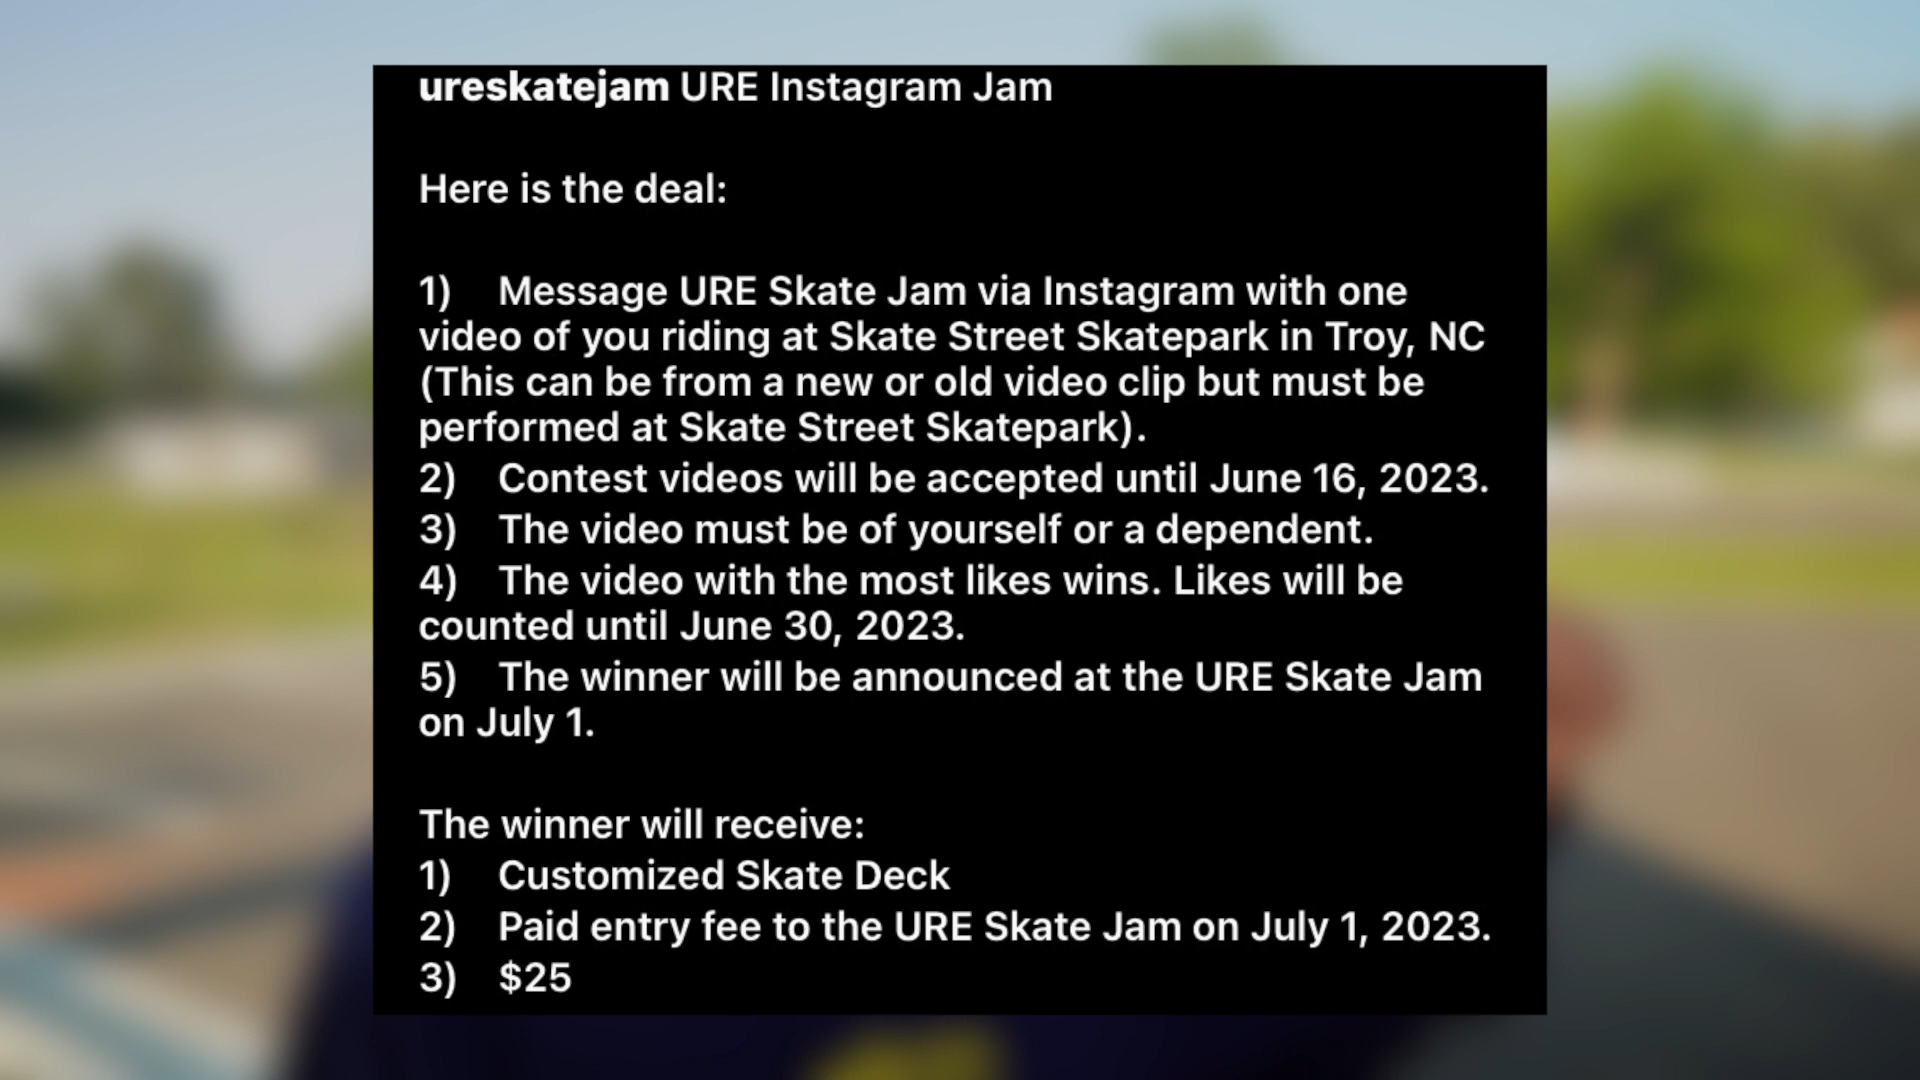 ureskatejam URE Instagram Jam
Here is the deal:
1) Message URE Skate Jam via Instagram with one
video of you riding at Skate Street Skatepark in Troy, NC
(This can be from a new or old video clip but must be
performed at Skate Street Skatepark).
2) Contest videos will be accepted until June 16, 2023.
3) The video must be of yourself or a dependent.
4) The video with the most likes wins. Likes will be
counted until June 30, 2023.
5) The winner will be announced at the URE Skate Jam
on July 1.
The winner will receive:
1) Customized Skate Deck
2) Paid entry fee to the URE Skate Jam on July 1, 2023.
3) $25